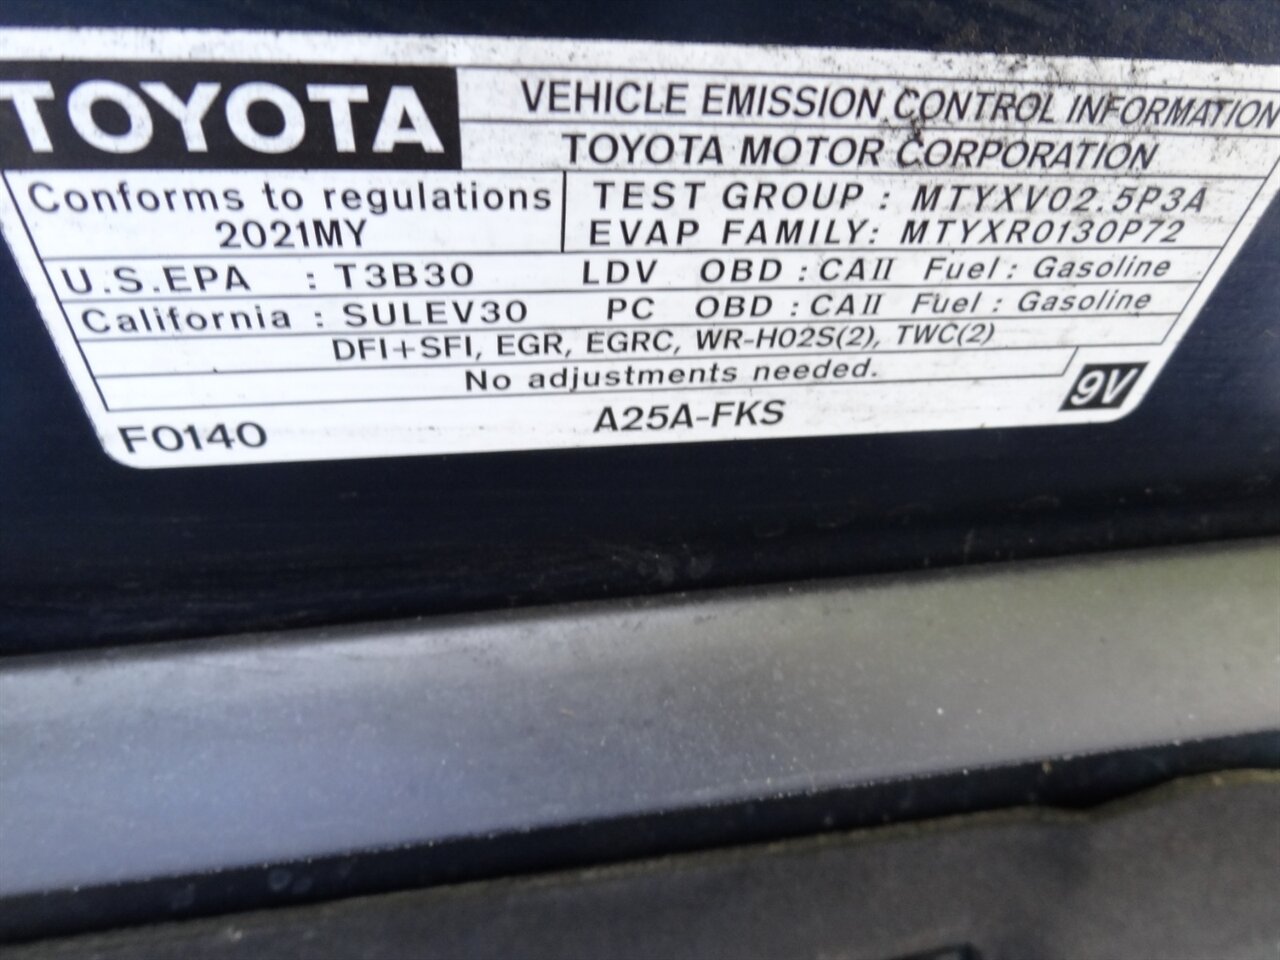 TOYOTA
VEHICLE EMISSION CONTROL INFORMATION
TOYOTA MOTOR CORPORATION
Conforms to regulations
2021MY
TEST GROUP : MTYXV02.5P3A
EVAP FAMILY: MTYXR0130P72
U.S.EPA : T3B30 LDV OBD : CAII Fuel : Gasoline
California : SULEV30 PC OBD : CAII Fuel : Gasoline
DFI+SFI, EGR, EGRC, WR-HO2S(2), TWC(2)
No adjustments needed.
9V
F0140
A25A-FKS